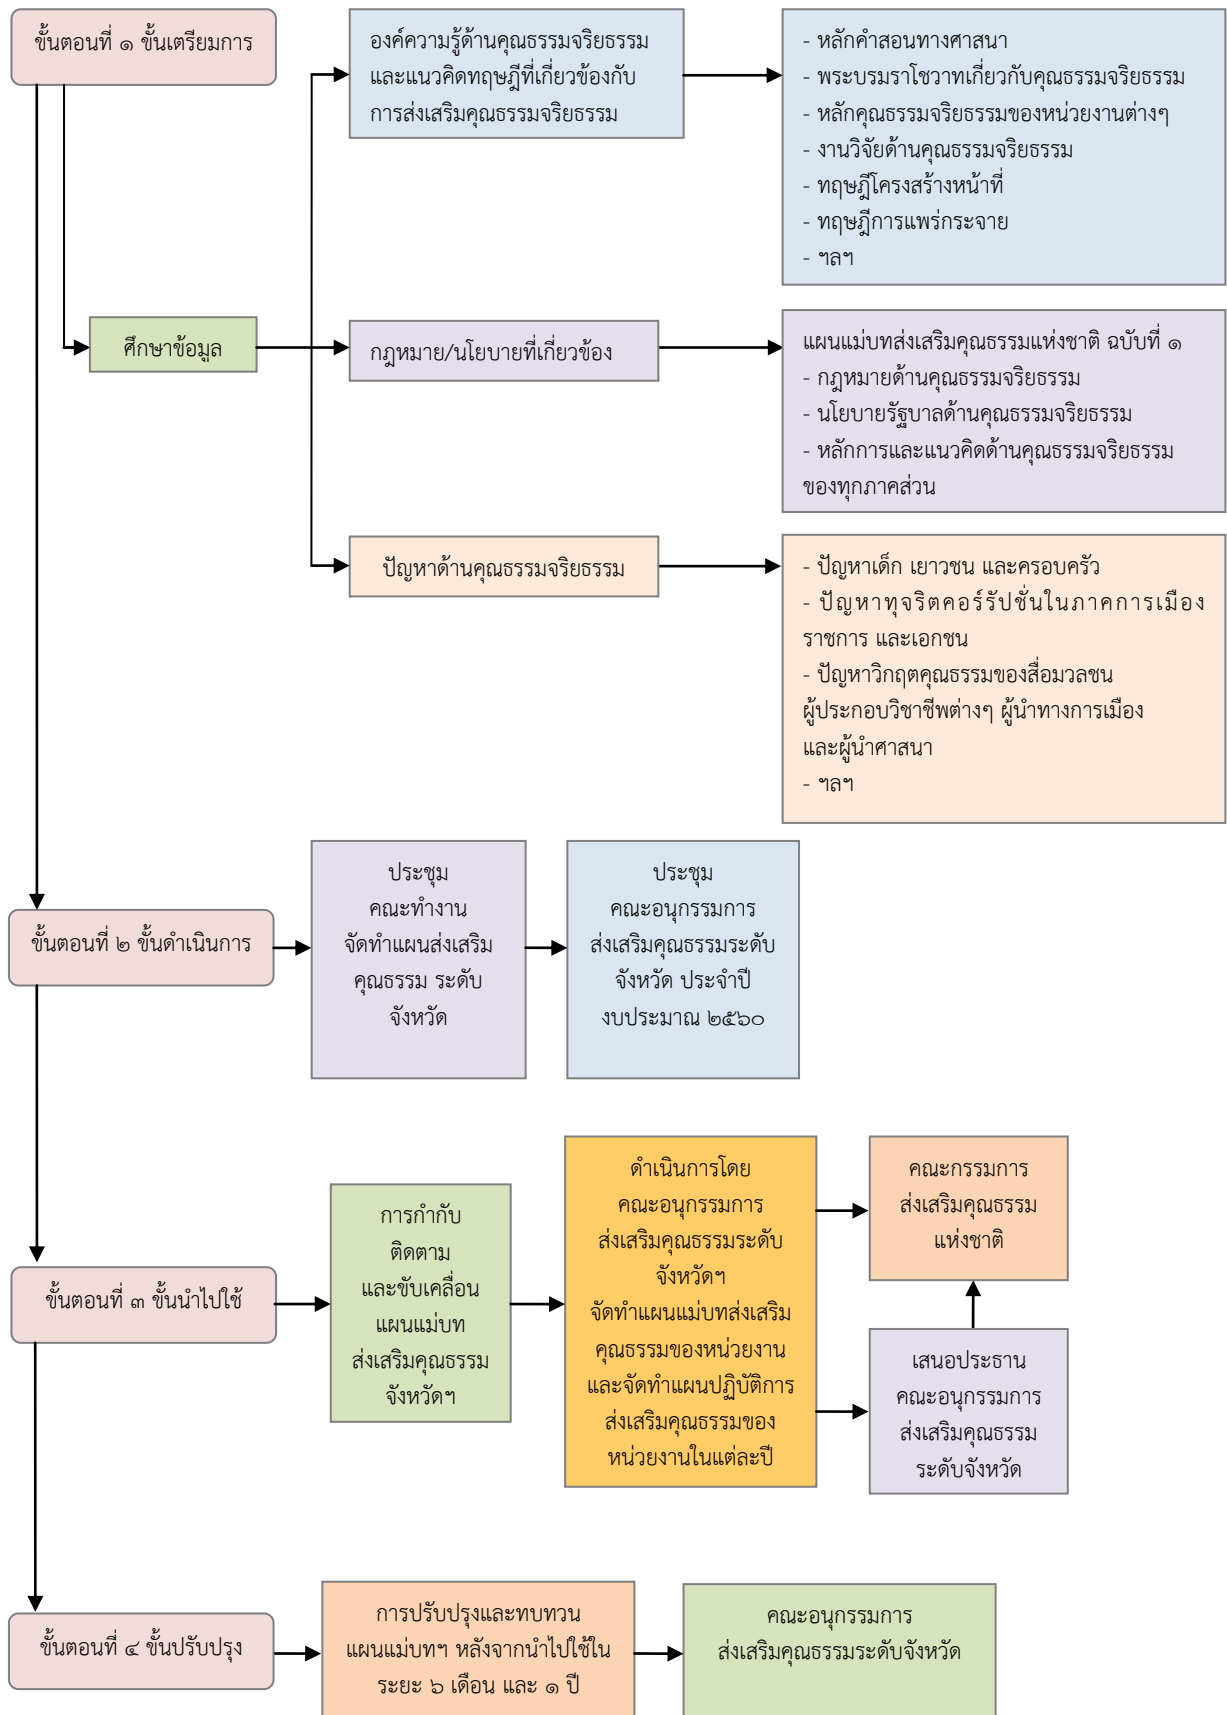 ขั้นตอนที่ ๑ ขั้นเตรียมการ
องค์ความรู้ด้านคุณธรรมจริยธรรม
และแนวคิดทฤษฎีที่เกี่ยวข้องกับ
การส่งเสริมคุณธรรมจริยธรรม
- หลักคำสอนทางศาสนา
- พระบรมราโชวาทเกี่ยวกับคุณธรรมจริยธรรม
- หลักคุณธรรมจริยธรรมของหน่วยงานต่างๆ
- งานวิจัยด้านคุณธรรมจริยธรรม
- ทฤษฎีโครงสร้างหน้าที่
- ทฤษฎีการแพร่กระจาย
- ฯลฯ
ศึกษาข้อมูล
กฎหมาย/นโยบายที่เกี่ยวข้อง
แผนแม่บทส่งเสริมคุณธรรมแห่งชาติ ฉบับที่ ๑
- กฎหมายด้านคุณธรรมจริยธรรม
- นโยบายรัฐบาลด้านคุณธรรมจริยธรรม
- หลักการและแนวคิดด้านคุณธรรมจริยธรรม
ของทุกภาคส่วน
ปัญหาด้านคุณธรรมจริยธรรม
- ปัญหาเด็ก เยาวชน และครอบครัว
- ปัญหาทุจริตคอร์รัปชั่นในภาคการเมือง
ราชการ และเอกชน
- ปัญหาวิกฤตคุณธรรมของสื่อมวลชน
ผู้ประกอบวิชาชีพต่างๆ ผู้นำทางการเมือง
และผู้นำศาสนา
- ฯลฯ
ขั้นตอนที่ ๒ ขั้นดำเนินการ
ประชุม
คณะทำงาน
จัดทำแผนส่งเสริม
คุณธรรม ระดับ
จังหวัด
ประชุม
คณะอนุกรรมการ
ส่งเสริมคุณธรรมระดับ
จังหวัด ประจำปี
งบประมาณ ๒๕๖๐
ขั้นตอนที่ ๓ ขั้นนำไปใช้
การกำกับ
ติดตาม
และขับเคลื่อน
แผนแม่บท
ส่งเสริมคุณธรรม
จังหวัดฯ
ดำเนินการโดย
คณะอนุกรรมการ
ส่งเสริมคุณธรรมระดับ
จังหวัดฯ
จัดทำแผนแม่บทส่งเสริม
คุณธรรมของหน่วยงาน
และจัดทำแผนปฏิบัติการ
ส่งเสริมคุณธรรมของ
หน่วยงานในแต่ละปี
คณะกรรมการ
ส่งเสริมคุณธรรม
แห่งชาติ
เสนอประธาน
คณะอนุกรรมการ
ส่งเสริมคุณธรรม
ระดับจังหวัด
ขั้นตอนที่ ๔ ขั้นปรับปรุง
การปรับปรุงและทบทวน
แผนแม่บทฯ หลังจากนำไปใช้ใน
ระยะ ๖ เดือน และ ๑ ปี
คณะอนุกรรมการ
ส่งเสริมคุณธรรมระดับจังหวัด